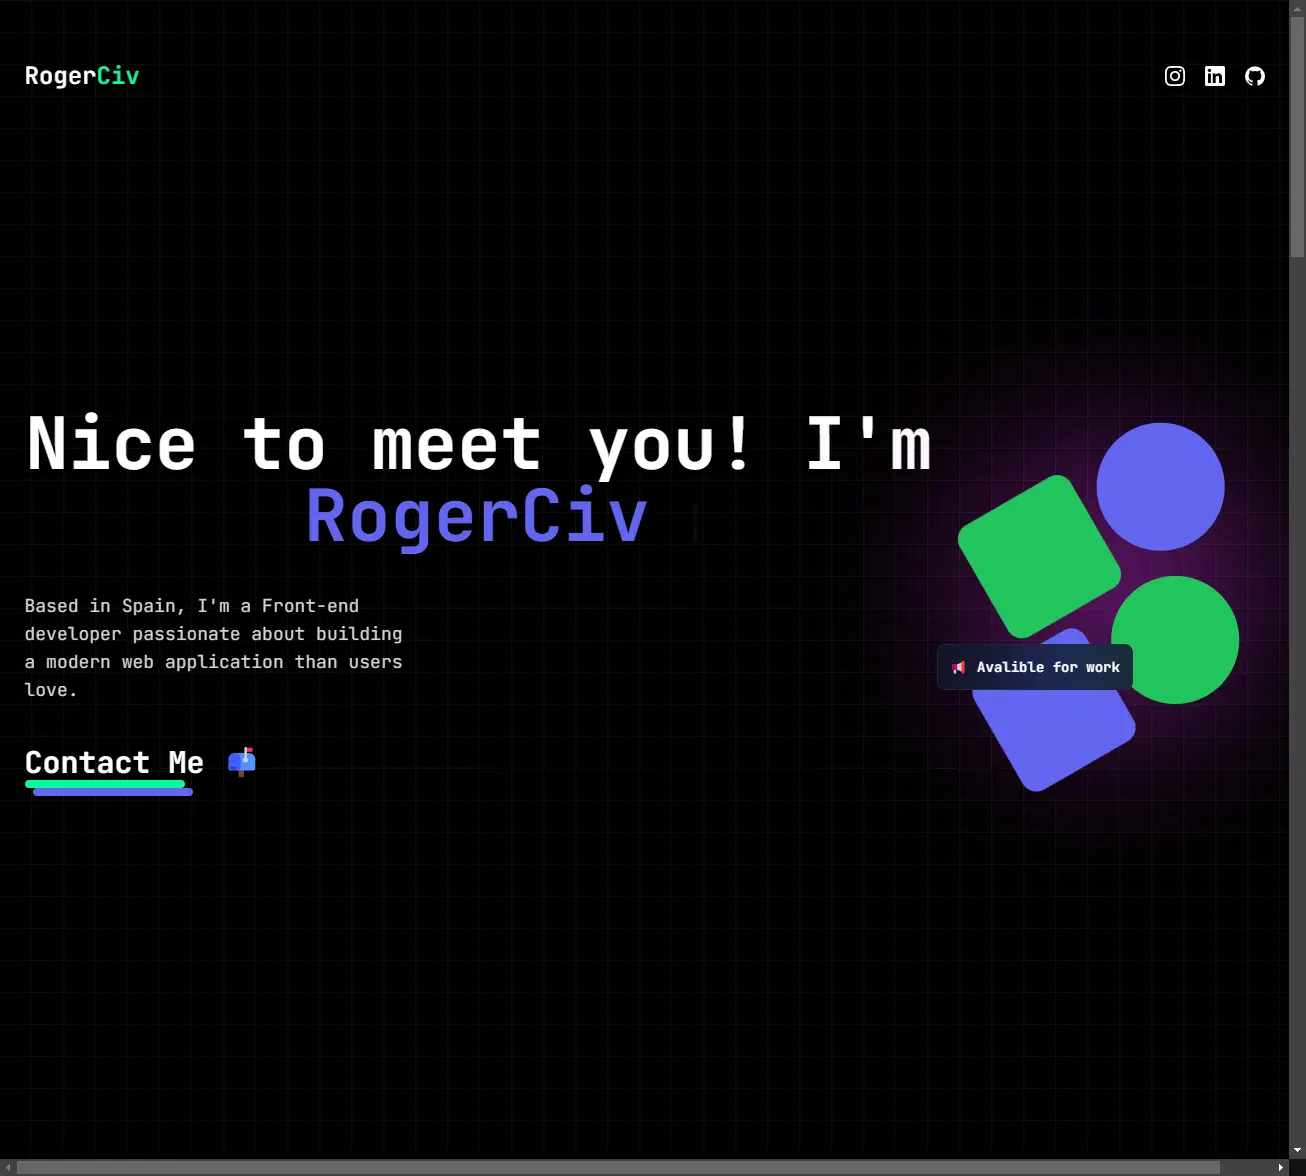 RogerCiv
Nice to meet you! I'm
RogerCiv
Based in Spain, I'm a Front-end
developer passionate about building
a modern web application than users
love.
Avalible for work
Contact Me